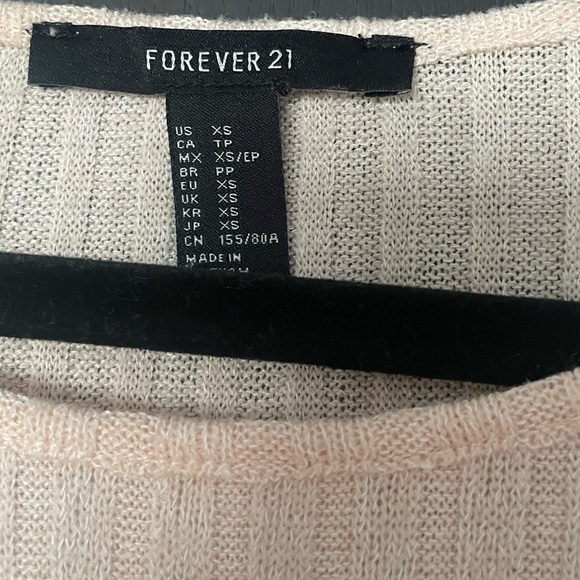 FOREVER 21
US XS
CA TP
MX XS/EP
BR PP
EU XS
UK XS
KR XS
JP XS
CN 155/80A
MADE IN